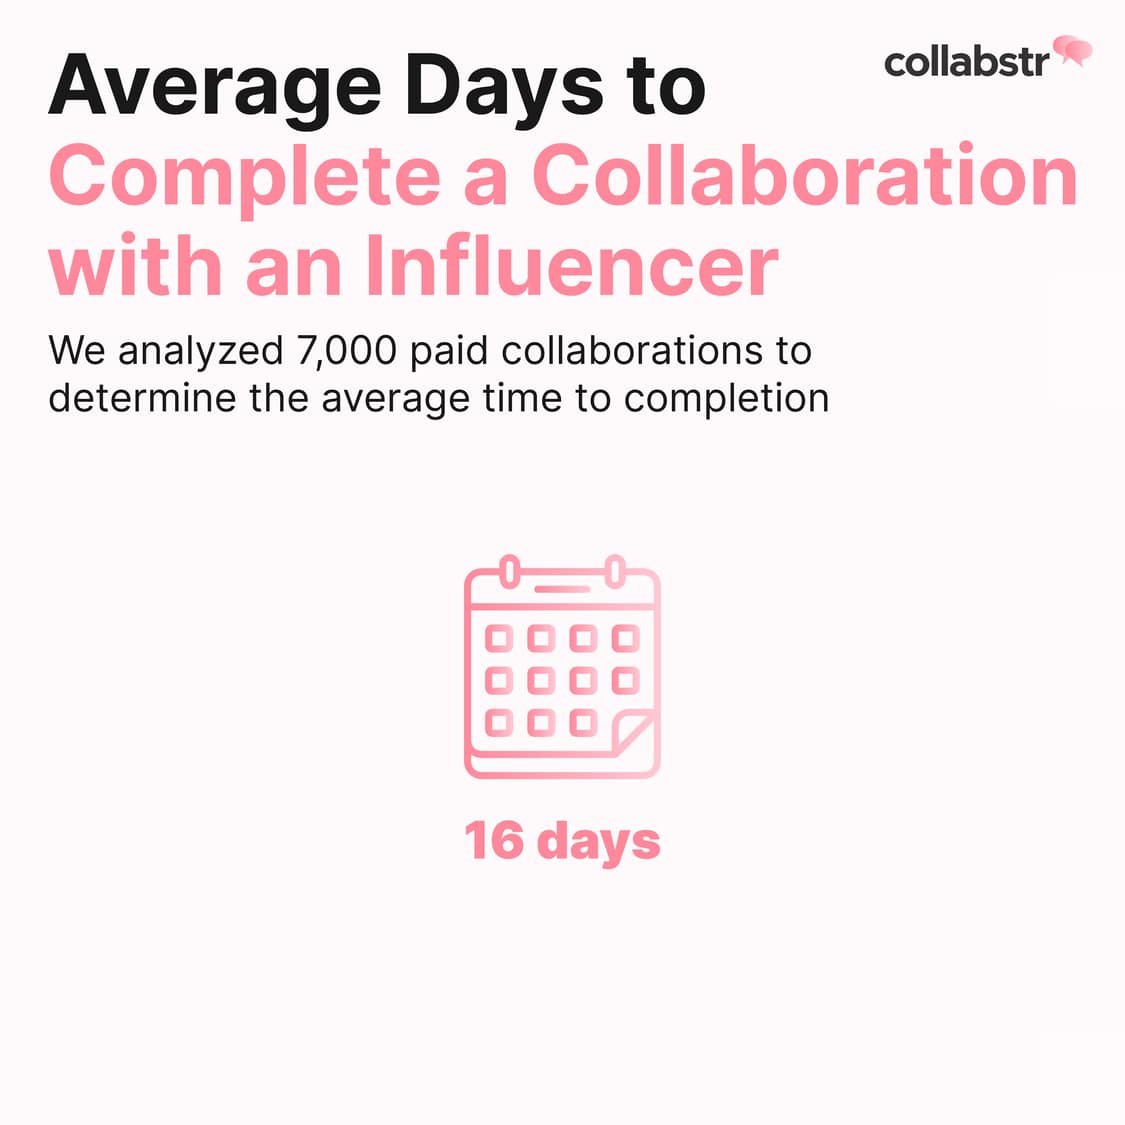 Average Days to
collabstr
Complete a Collaboration
with an Influencer
We analyzed 7,000 paid collaborations to
determine the average time to completion
16 days